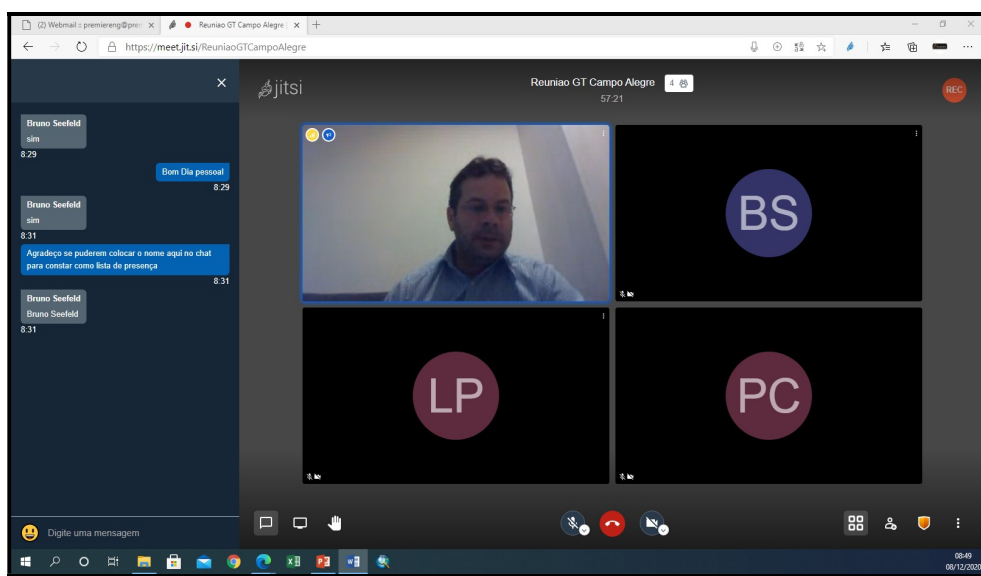 (2) Webmail :: premiereng@pre
Reuniao GT Campo Alegre
https://meet.jit.si/ReuniaoGTCampoAlegre
jitsi
Reuniao GT Campo Alegre 4
57:21
REC
Bruno Seefeld
sim
8:29
Bom Dia pessoal
8:29
Bruno Seefeld
sim
8:31
Agradeço se puderem colocar o nome aqui no chat
para constar como lista de presença
8:31
Bruno Seefeld
Bruno Seefeld
8:31
BS
LP
PC
Digite uma mensagem
08:49
08/12/2020